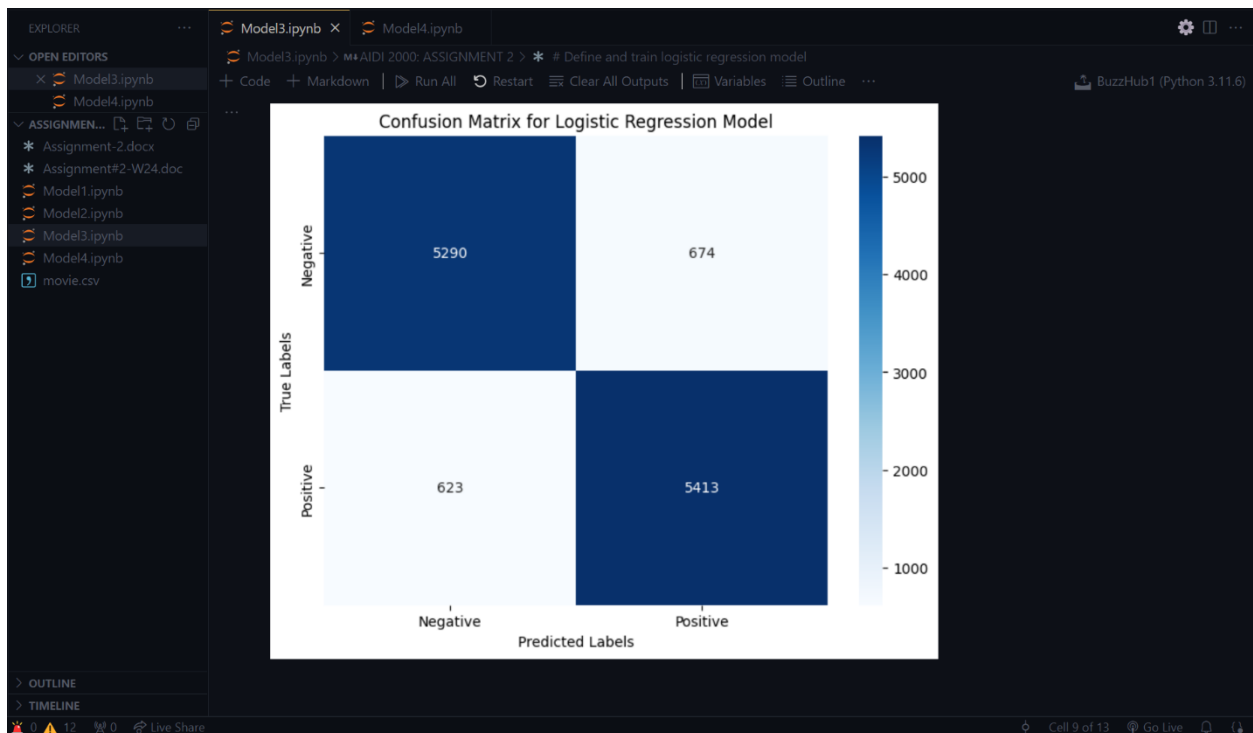 EXPLORER ···
OPEN EDITORS
Model3.ipynb
Model4.ipynb
ASSIGNMEN...
Assignment-2.docx
Assignment#2-W24.doc
Model1.ipynb
Model2.ipynb
Model3.ipynb
Model4.ipynb
movie.csv
OUTLINE
TIMELINE
Model3.ipynb Model4.ipynb ···
Model3.ipynb > M↓AIDI 2000: ASSIGNMENT 2 > # Define and train logistic regression model
+ Code + Markdown | Run All Restart Clear All Outputs | Variables Outline ··· BuzzHub1 (Python 3.11.6)
···
Confusion Matrix for Logistic Regression Model
True Labels
Negative
Positive
5290 674
623 5413
Negative Positive
Predicted Labels
5000
4000
3000
2000
1000
0 12 0 Live Share Cell 9 of 13 Go Live